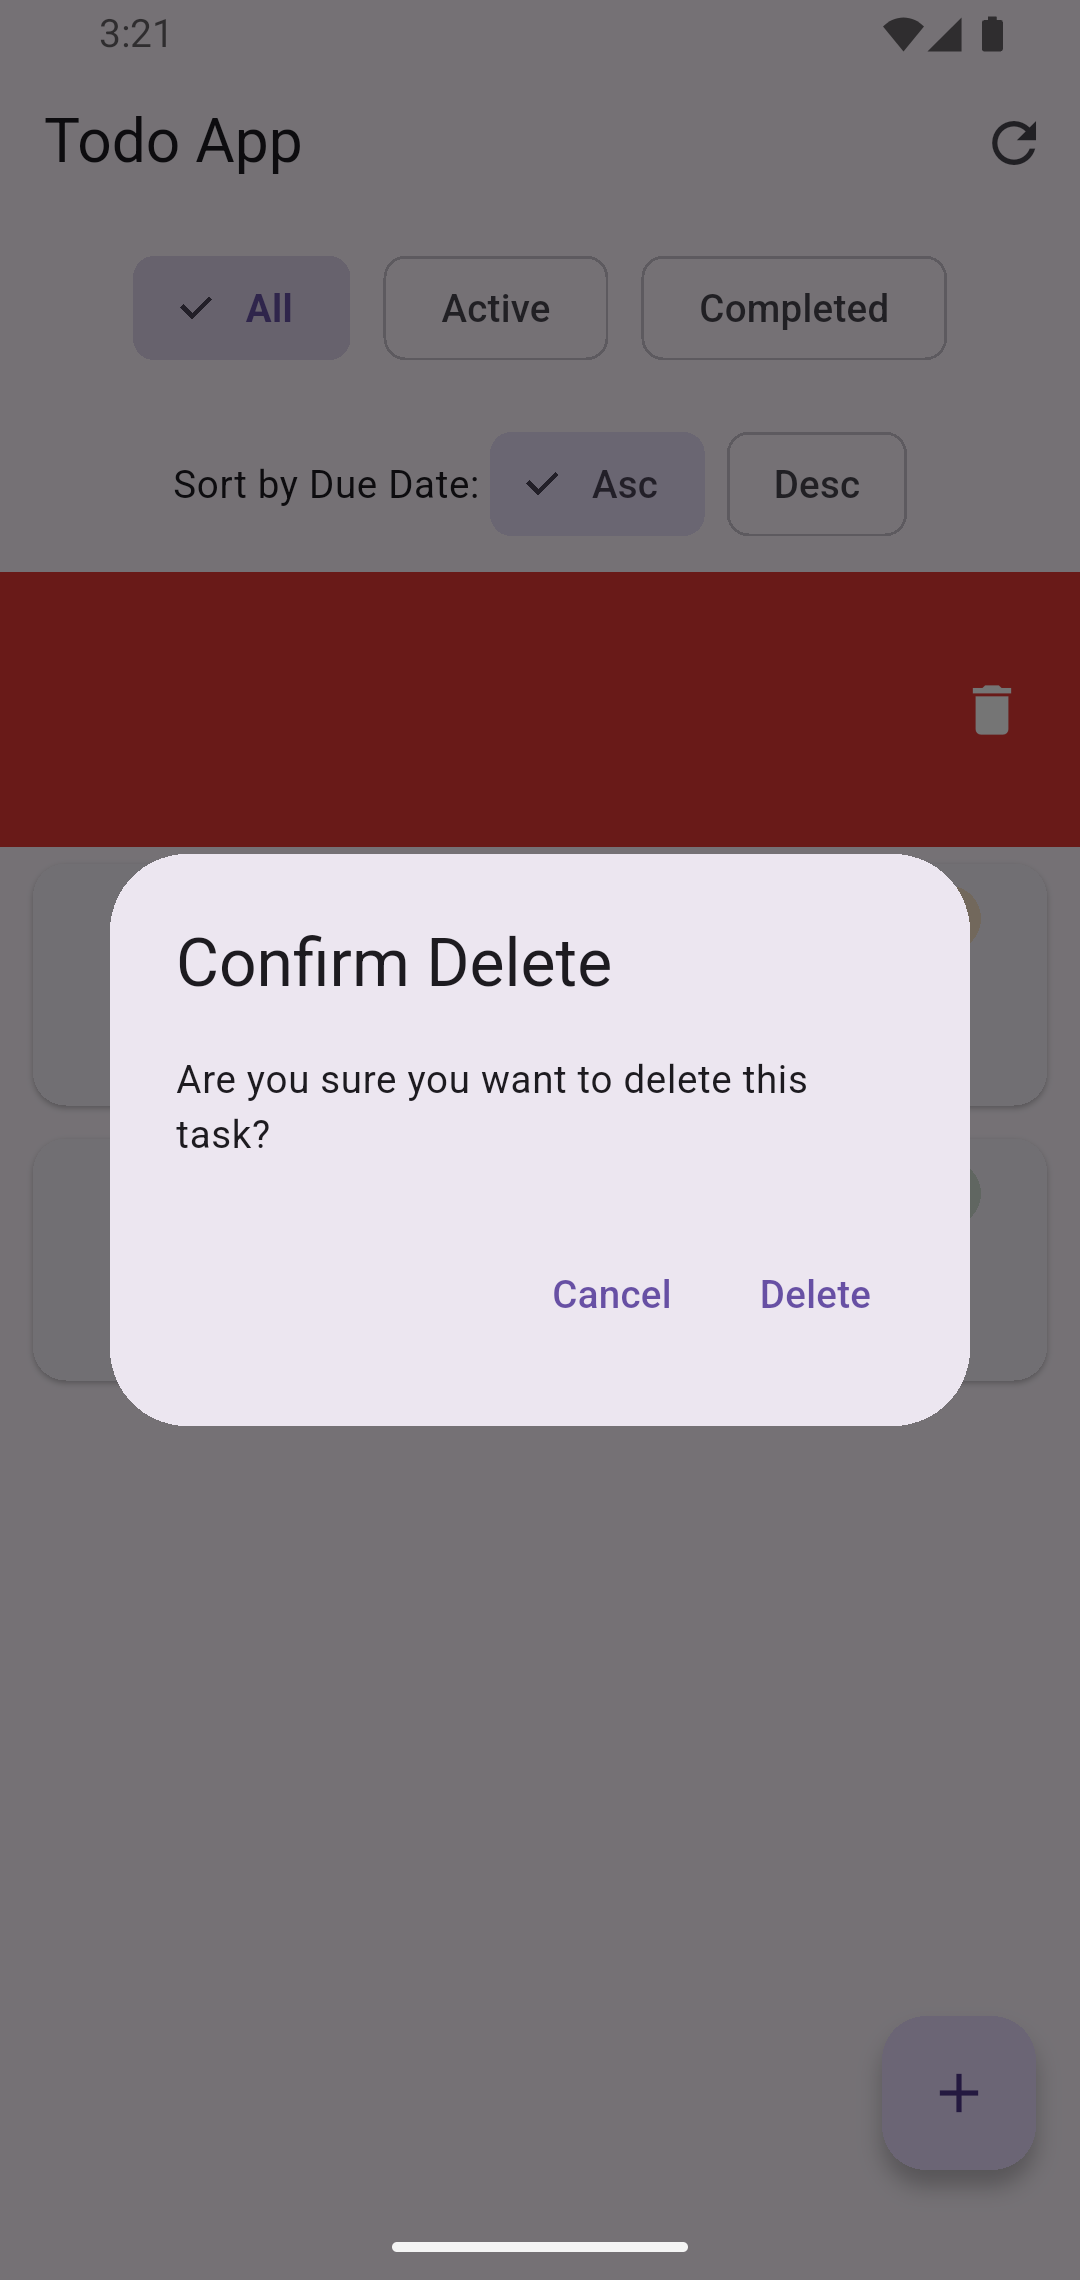 3:21
Todo App
All
Active
Completed
Sort by Due Date:
Asc
Desc
Confirm Delete
Are you sure you want to delete this
task?
Cancel
Delete